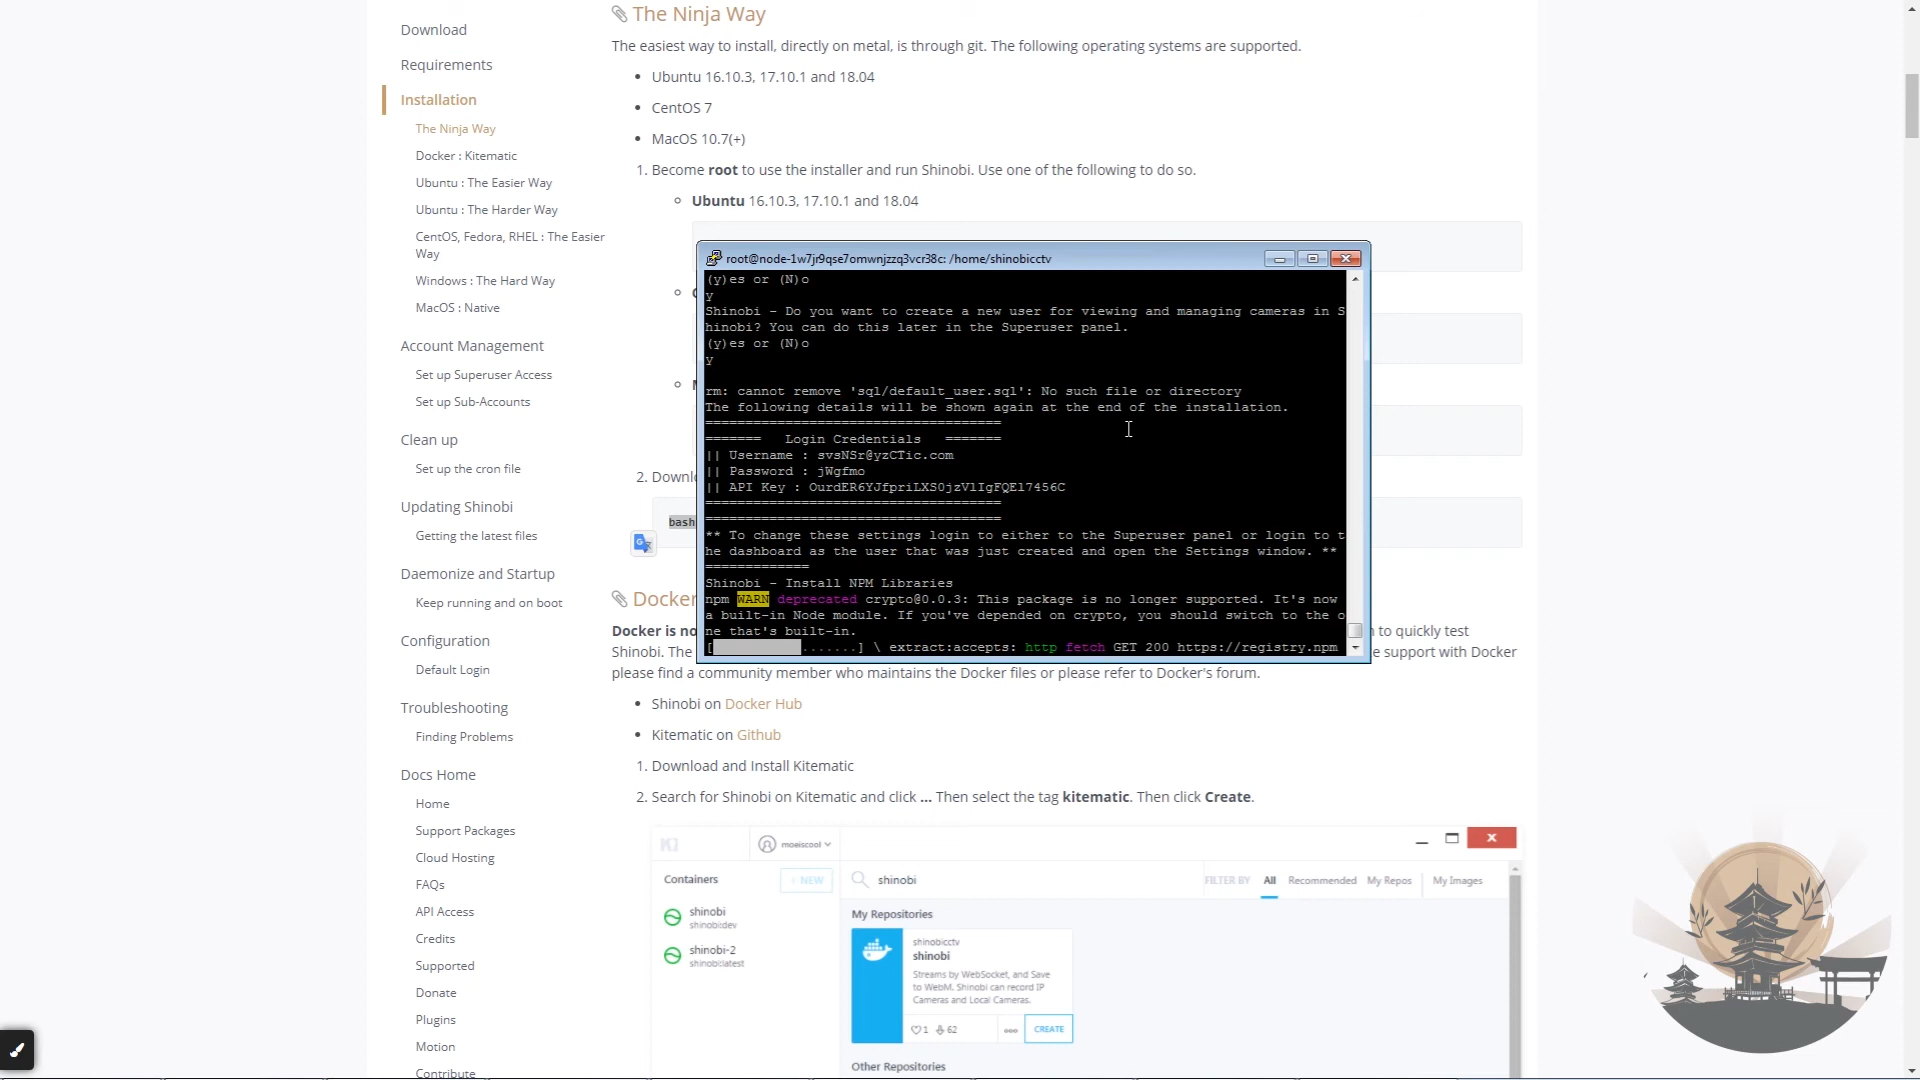 Download
Requirements
Installation
The Ninja Way
Docker : Kitematic
Ubuntu : The Easier Way
Ubuntu : The Harder Way
CentOS, Fedora, RHEL : The Easier
Way
Windows : The Hard Way
MacOS : Native
Account Management
Set up Superuser Access
Set up Sub-Accounts
Clean up
Set up the cron file
Updating Shinobi
Getting the latest files
Daemonize and Startup
Keep running and on boot
Configuration
Default Login
Troubleshooting
Finding Problems
Docs Home
Home
Support Packages
Cloud Hosting
FAQs
API Access
Credits
Supported
Donate
Plugins
Motion
Contribute
The Ninja Way
The easiest way to install, directly on metal, is through git. The following operating systems are supported.
• Ubuntu 16.10.3, 17.10.1 and 18.04
• CentOS 7
• MacOS 10.7(+)
1. Become root to use the installer and run Shinobi. Use one of the following to do so.
Ubuntu 16.10.3, 17.10.1 and 18.04
root@node-1w7jr9qse7omwnjzzq3vcr38c: /home/shinobicctv
(y)es or (N)o
y
Shinobi - Do you want to create a new user for viewing and managing cameras in S
hinobi? You can do this later in the Superuser panel.
(y)es or (N)o
y
rm: cannot remove 'sql/default_user.sql': No such file or directory
The following details will be shown again at the end of the installation.
=====================================
======= Login Credentials =======
|| Username : svsNSr@yzCTic.com
|| Password : jWgfmo
|| API Key : OurdER6YJfpriLXS0jzVlIgFQEl7456C
=====================================
=====================================
** To change these settings login to either to the Superuser panel or login to t
he dashboard as the user that was just created and open the Settings window. **
=============
Shinobi - Install NPM Libraries
npm WARN deprecated crypto@0.0.3: This package is no longer supported. It's now
a built-in Node module. If you've depended on crypto, you should switch to the o
ne that's built-in.
[.......] \ extract:accepts: http fetch GET 200 https://registry.npm
2. Downl
bash
Docker
Docker is no
n to quickly test
Shinobi. The
e support with Docker
please find a community member who maintains the Docker files or please refer to Docker's forum.
• Shinobi on Docker Hub
• Kitematic on Github
1. Download and Install Kitematic
2. Search for Shinobi on Kitematic and click ... Then select the tag kitematic. Then click Create.
moeiscool
Containers
+ NEW
shinobi
shinobi:dev
shinobi-2
shinobi:latest
shinobi
FILTER BY All Recommended My Repos My Images
My Repositories
shinobicctv
shinobi
Streams by WebSocket, and Save
to WebM. Shinobi can record IP
Cameras and Local Cameras.
1 62 CREATE
Other Repositories